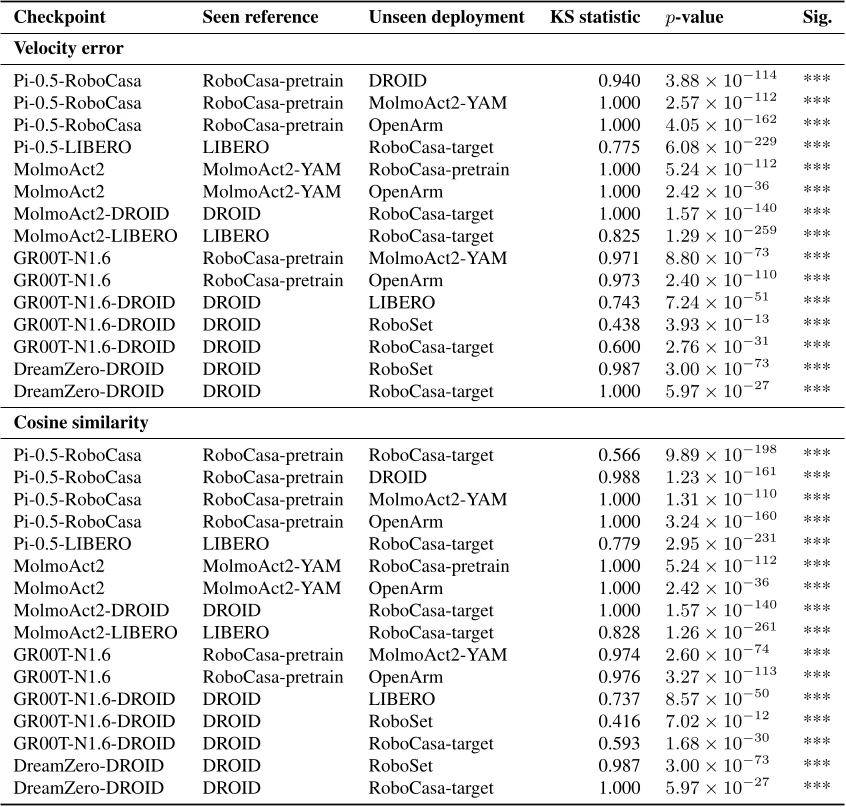 Checkpoint Seen reference Unseen deployment KS statistic p-value Sig.
Velocity error
Pi-0.5-RoboCasa RoboCasa-pretrain DROID 0.940 3.88 × 10^−114 ***
Pi-0.5-RoboCasa RoboCasa-pretrain MolmoAct2-YAM 1.000 2.57 × 10^−112 ***
Pi-0.5-RoboCasa RoboCasa-pretrain OpenArm 1.000 4.05 × 10^−162 ***
Pi-0.5-LIBERO LIBERO RoboCasa-target 0.775 6.08 × 10^−229 ***
MolmoAct2 MolmoAct2-YAM RoboCasa-pretrain 1.000 5.24 × 10^−112 ***
MolmoAct2 MolmoAct2-YAM OpenArm 1.000 2.42 × 10^−36 ***
MolmoAct2-DROID DROID RoboCasa-target 1.000 1.57 × 10^−140 ***
MolmoAct2-LIBERO LIBERO RoboCasa-target 0.825 1.29 × 10^−259 ***
GR00T-N1.6 RoboCasa-pretrain MolmoAct2-YAM 0.971 8.80 × 10^−73 ***
GR00T-N1.6 RoboCasa-pretrain OpenArm 0.973 2.40 × 10^−110 ***
GR00T-N1.6-DROID DROID LIBERO 0.743 7.24 × 10^−51 ***
GR00T-N1.6-DROID DROID RoboSet 0.438 3.93 × 10^−13 ***
GR00T-N1.6-DROID DROID RoboCasa-target 0.600 2.76 × 10^−31 ***
DreamZero-DROID DROID RoboSet 0.987 3.00 × 10^−73 ***
DreamZero-DROID DROID RoboCasa-target 1.000 5.97 × 10^−27 ***
Cosine similarity
Pi-0.5-RoboCasa RoboCasa-pretrain RoboCasa-target 0.566 9.89 × 10^−198 ***
Pi-0.5-RoboCasa RoboCasa-pretrain DROID 0.988 1.23 × 10^−161 ***
Pi-0.5-RoboCasa RoboCasa-pretrain MolmoAct2-YAM 1.000 1.31 × 10^−110 ***
Pi-0.5-RoboCasa RoboCasa-pretrain OpenArm 1.000 3.24 × 10^−160 ***
Pi-0.5-LIBERO LIBERO RoboCasa-target 0.779 2.95 × 10^−231 ***
MolmoAct2 MolmoAct2-YAM RoboCasa-pretrain 1.000 5.24 × 10^−112 ***
MolmoAct2 MolmoAct2-YAM OpenArm 1.000 2.42 × 10^−36 ***
MolmoAct2-DROID DROID RoboCasa-target 1.000 1.57 × 10^−140 ***
MolmoAct2-LIBERO LIBERO RoboCasa-target 0.828 1.26 × 10^−261 ***
GR00T-N1.6 RoboCasa-pretrain MolmoAct2-YAM 0.974 2.60 × 10^−74 ***
GR00T-N1.6 RoboCasa-pretrain OpenArm 0.976 3.27 × 10^−113 ***
GR00T-N1.6-DROID DROID LIBERO 0.737 8.57 × 10^−50 ***
GR00T-N1.6-DROID DROID RoboSet 0.416 7.02 × 10^−12 ***
GR00T-N1.6-DROID DROID RoboCasa-target 0.593 1.68 × 10^−30 ***
DreamZero-DROID DROID RoboSet 0.987 3.00 × 10^−73 ***
DreamZero-DROID DROID RoboCasa-target 1.000 5.97 × 10^−27 ***